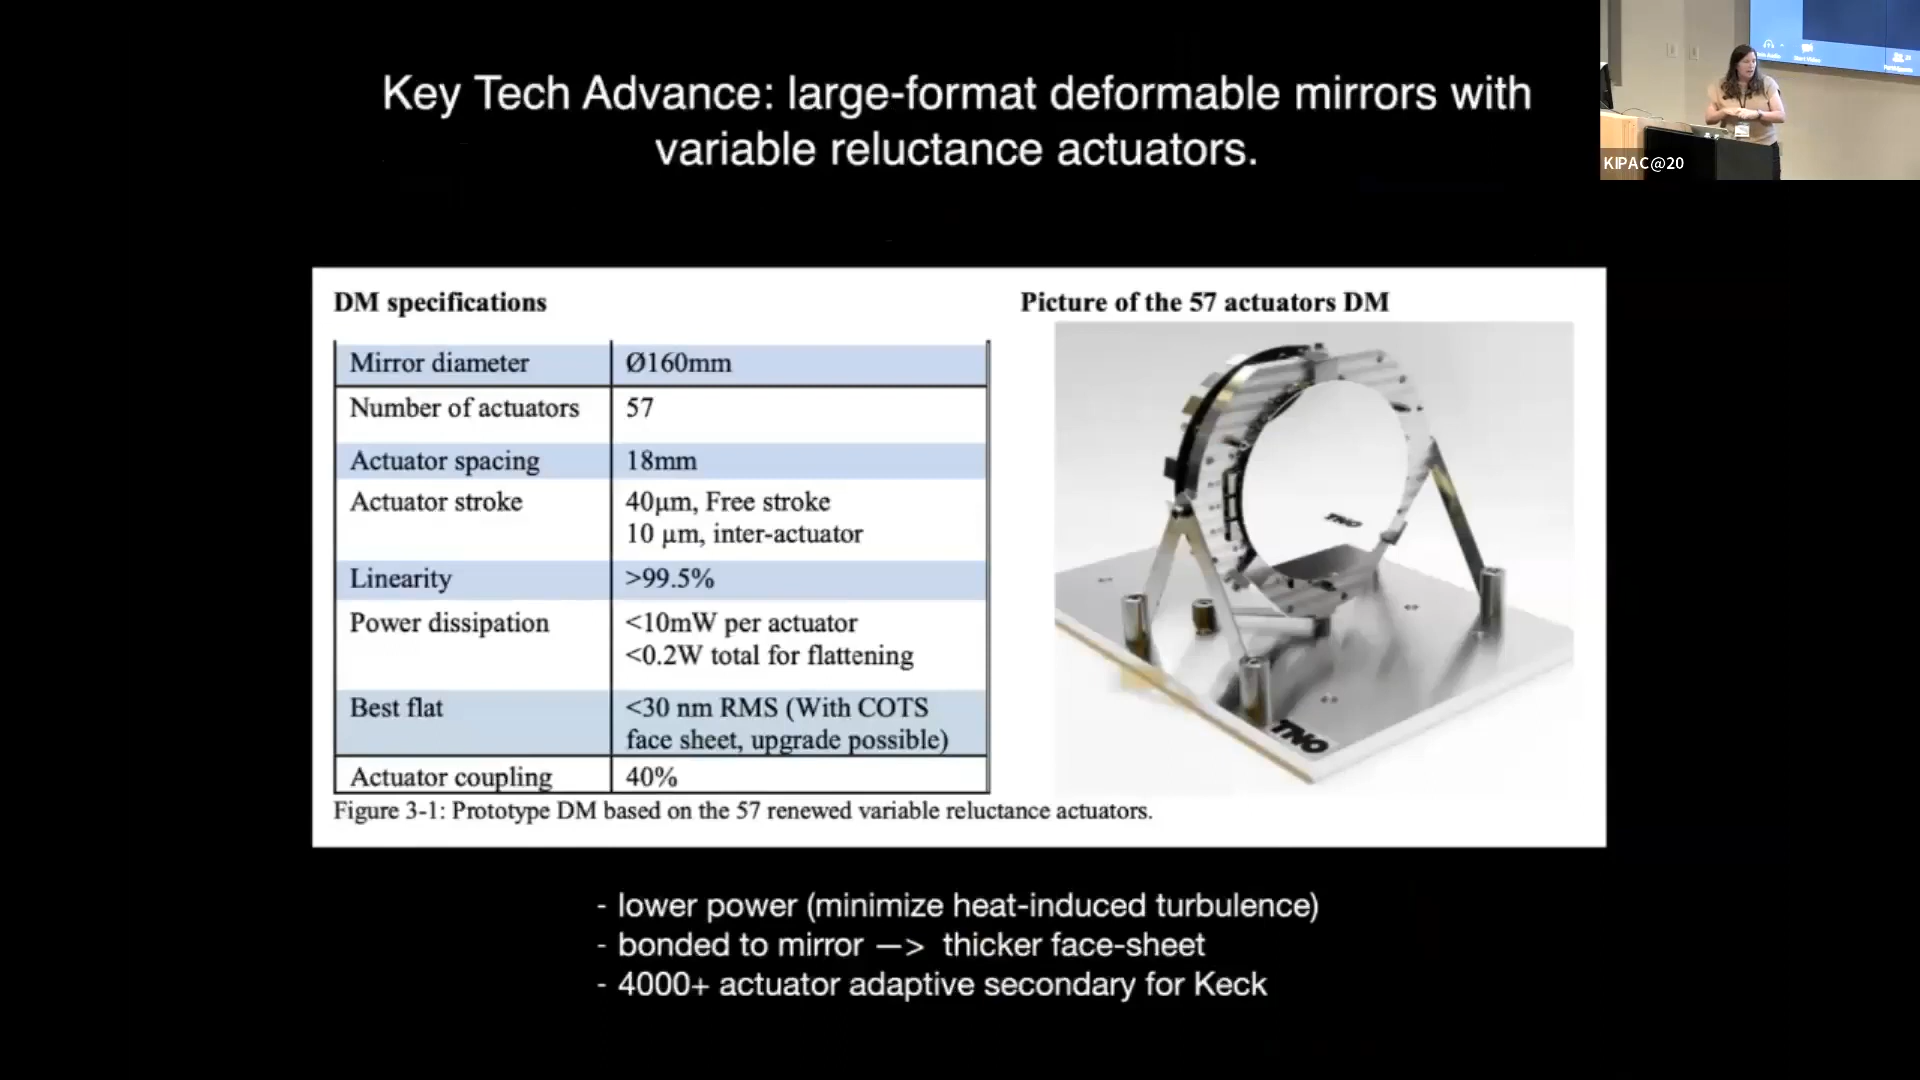 Key Tech Advance: large-format deformable mirrors with
variable reluctance actuators.
KIPAC@20
DM specifications
Mirror diameter Ø160mm
Number of actuators 57
Actuator spacing 18mm
Actuator stroke 40µm, Free stroke
10 µm, inter-actuator
Linearity >99.5%
Power dissipation <10mW per actuator
<0.2W total for flattening
Best flat <30 nm RMS (With COTS
face sheet, upgrade possible)
Actuator coupling 40%
Picture of the 57 actuators DM
TNO
TNO
Figure 3-1: Prototype DM based on the 57 renewed variable reluctance actuators.
- lower power (minimize heat-induced turbulence)
- bonded to mirror —> thicker face-sheet
- 4000+ actuator adaptive secondary for Keck